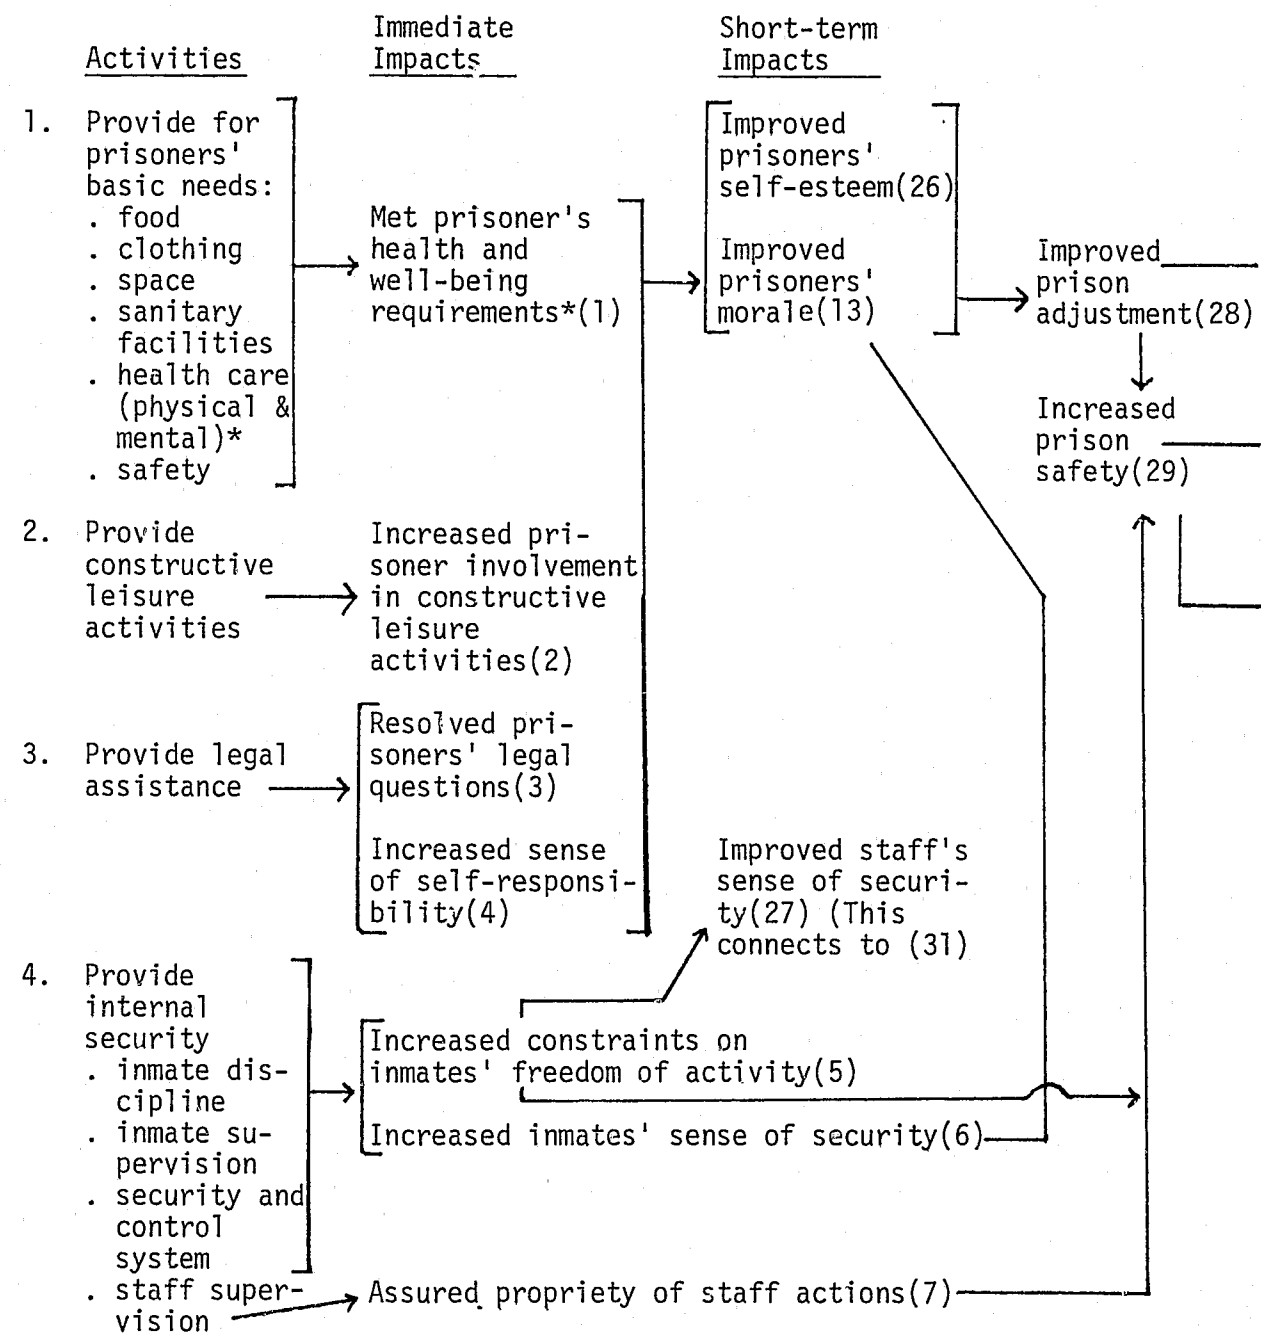 Activities
Immediate
Impacts
Short-term
Impacts
1. Provide for
prisoners'
basic needs:
. food
. clothing
. space
. sanitary
facilities
. health care
(physical &
mental)*
. safety
Met prisoner's
health and
well-being
requirements*(1)
Improved
prisoners'
self-esteem(26)
Improved
prisoners'
morale(13)
Improved
prison
adjustment(28)
Increased
prison
safety(29)
2. Provide
constructive
leisure
activities
Increased pri-
soner involvement
in constructive
leisure
activities(2)
3. Provide legal
assistance
Resolved pri-
soners' legal
questions(3)
Increased sense
of self-responsi-
bility(4)
Improved staff's
sense of securi-
ty(27) (This
connects to (31)
4. Provide
internal
security
. inmate dis-
cipline
. inmate su-
pervision
. security and
control
system
. staff super-
vision
Increased constraints on
inmates' freedom of activity(5)
Increased inmates' sense of security(6)
Assured propriety of staff actions(7)